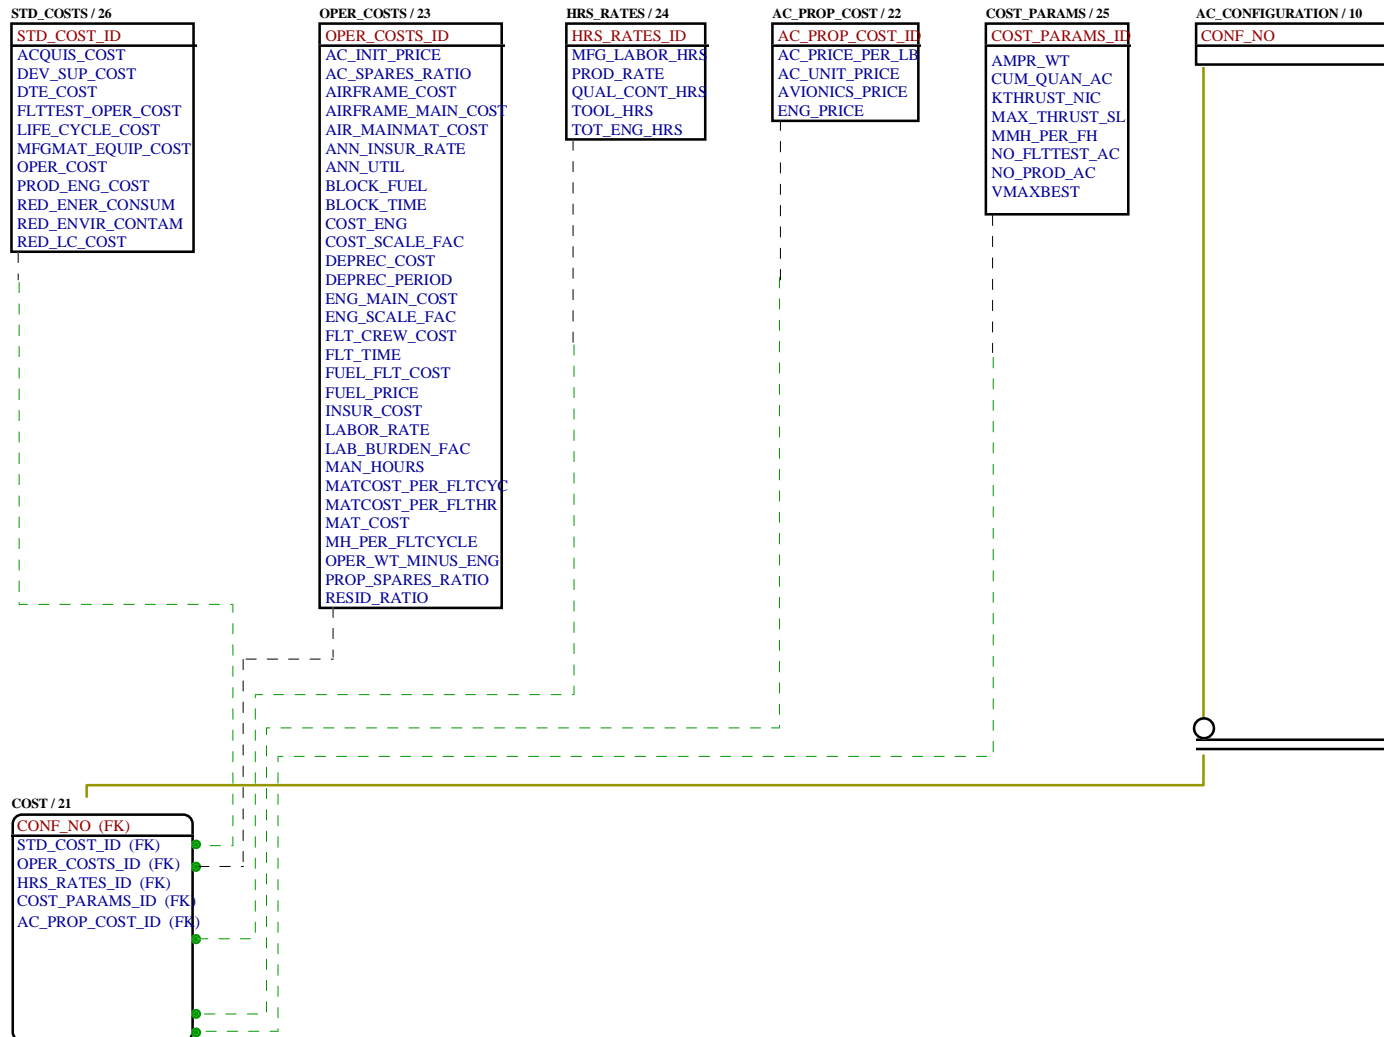 STD_COSTS / 26
STD_COST_ID
ACQUIS_COST
DEV_SUP_COST
DTE_COST
FLTTEST_OPER_COST
LIFE_CYCLE_COST
MFGMAT_EQUIP_COST
OPER_COST
PROD_ENG_COST
RED_ENER_CONSUM
RED_ENVIR_CONTAM
RED_LC_COST
OPER_COSTS / 23
OPER_COSTS_ID
AC_INIT_PRICE
AC_SPARES_RATIO
AIRFRAME_COST
AIRFRAME_MAIN_COST
AIR_MAINMAT_COST
ANN_INSUR_RATE
ANN_UTIL
BLOCK_FUEL
BLOCK_TIME
COST_ENG
COST_SCALE_FAC
DEPREC_COST
DEPREC_PERIOD
ENG_MAIN_COST
ENG_SCALE_FAC
FLT_CREW_COST
FLT_TIME
FUEL_FLT_COST
FUEL_PRICE
INSUR_COST
LABOR_RATE
LAB_BURDEN_FAC
MAN_HOURS
MATCOST_PER_FLTCYC
MATCOST_PER_FLTHR
MAT_COST
MH_PER_FLTCYCLE
OPER_WT_MINUS_ENG
PROP_SPARES_RATIO
RESID_RATIO
HRS_RATES / 24
HRS_RATES_ID
MFG_LABOR_HRS
PROD_RATE
QUAL_CONT_HRS
TOOL_HRS
TOT_ENG_HRS
AC_PROP_COST / 22
AC_PROP_COST_ID
AC_PRICE_PER_LB
AC_UNIT_PRICE
AVIONICS_PRICE
ENG_PRICE
COST_PARAMS / 25
COST_PARAMS_ID
AMPR_WT
CUM_QUAN_AC
KTHRUST_NIC
MAX_THRUST_SL
MMH_PER_FH
NO_FLTTEST_AC
NO_PROD_AC
VMAXBEST
AC_CONFIGURATION / 10
CONF_NO
COST / 21
CONF_NO (FK)
STD_COST_ID (FK)
OPER_COSTS_ID (FK)
HRS_RATES_ID (FK)
COST_PARAMS_ID (FK)
AC_PROP_COST_ID (FK)